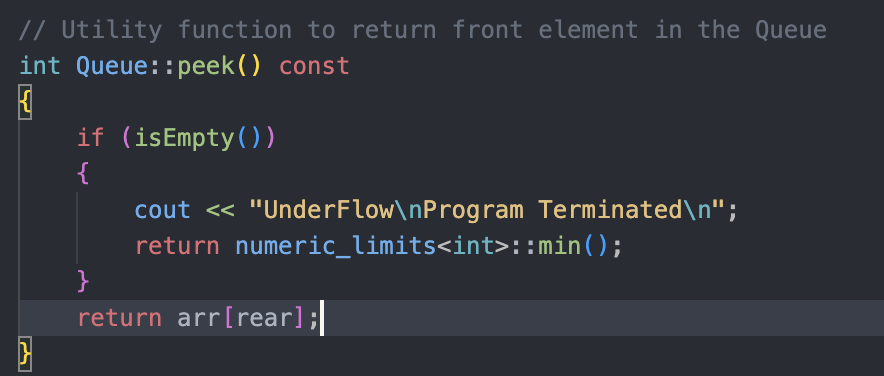 // Utility function to return front element in the Queue
int Queue::peek() const
{
    if (isEmpty())
    {
        cout << "UnderFlow\nProgram Terminated\n";
        return numeric_limits<int>::min();
    }
    return arr[rear];
}